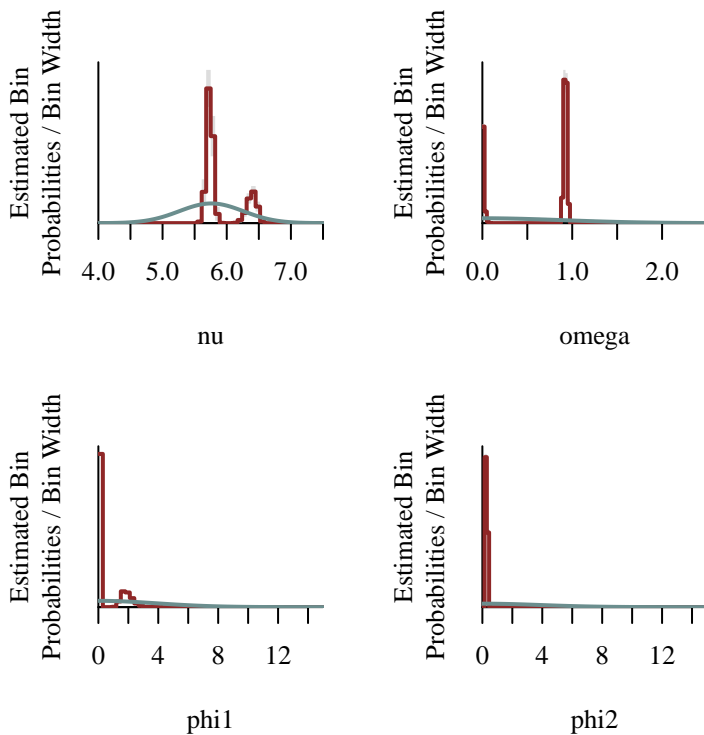 Estimated Bin
Probabilities / Bin Width
4.0 5.0 6.0 7.0
nu
Estimated Bin
Probabilities / Bin Width
0.0 1.0 2.0
omega
Estimated Bin
Probabilities / Bin Width
0 4 8 12
phi1
Estimated Bin
Probabilities / Bin Width
0 4 8 12
phi2